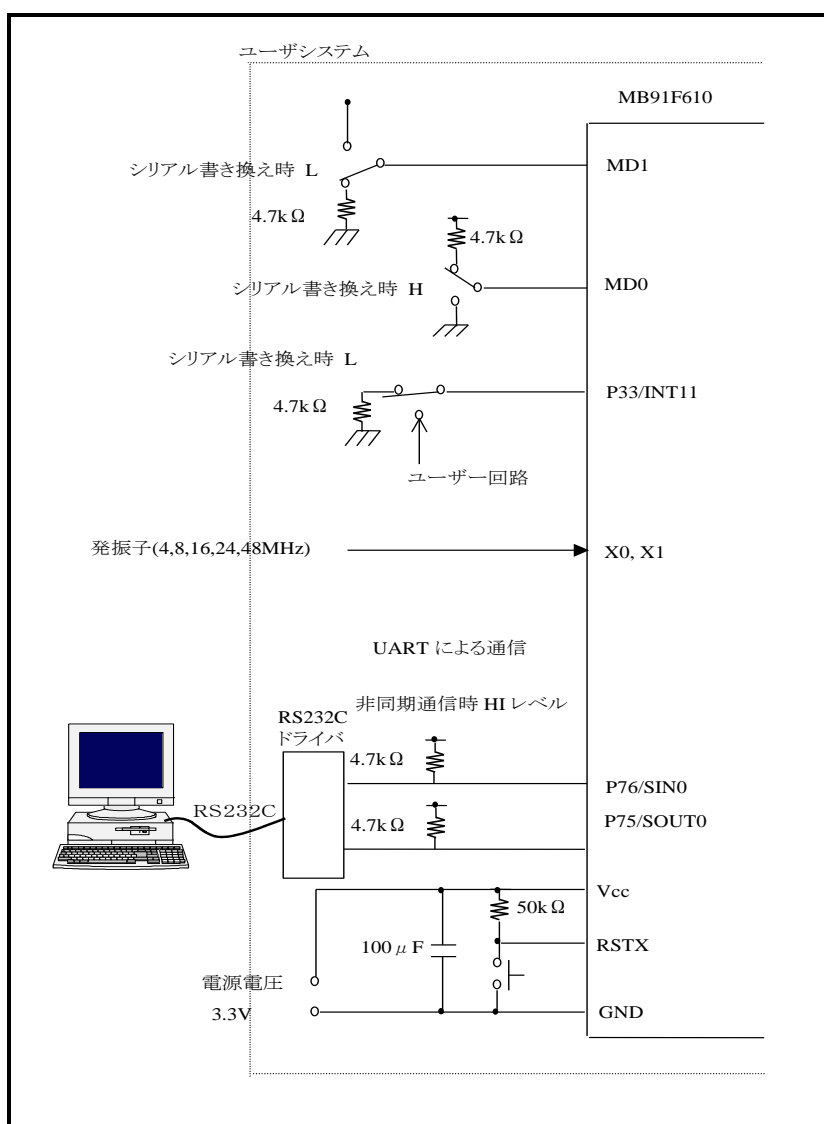 ユーザシステム
MB91F610
シリアル書き換え時 L
MD1
4.7kΩ
4.7kΩ
シリアル書き換え時 H
MD0
シリアル書き換え時 L
4.7kΩ
P33/INT11
ユーザー回路
発振子(4,8,16,24,48MHz)
X0, X1
UART による通信
非同期通信時 HI レベル
RS232C
ドライバ
4.7kΩ
P76/SIN0
RS232C
4.7kΩ
P75/SOUT0
Vcc
50kΩ
100μF
RSTX
電源電圧
3.3V
GND